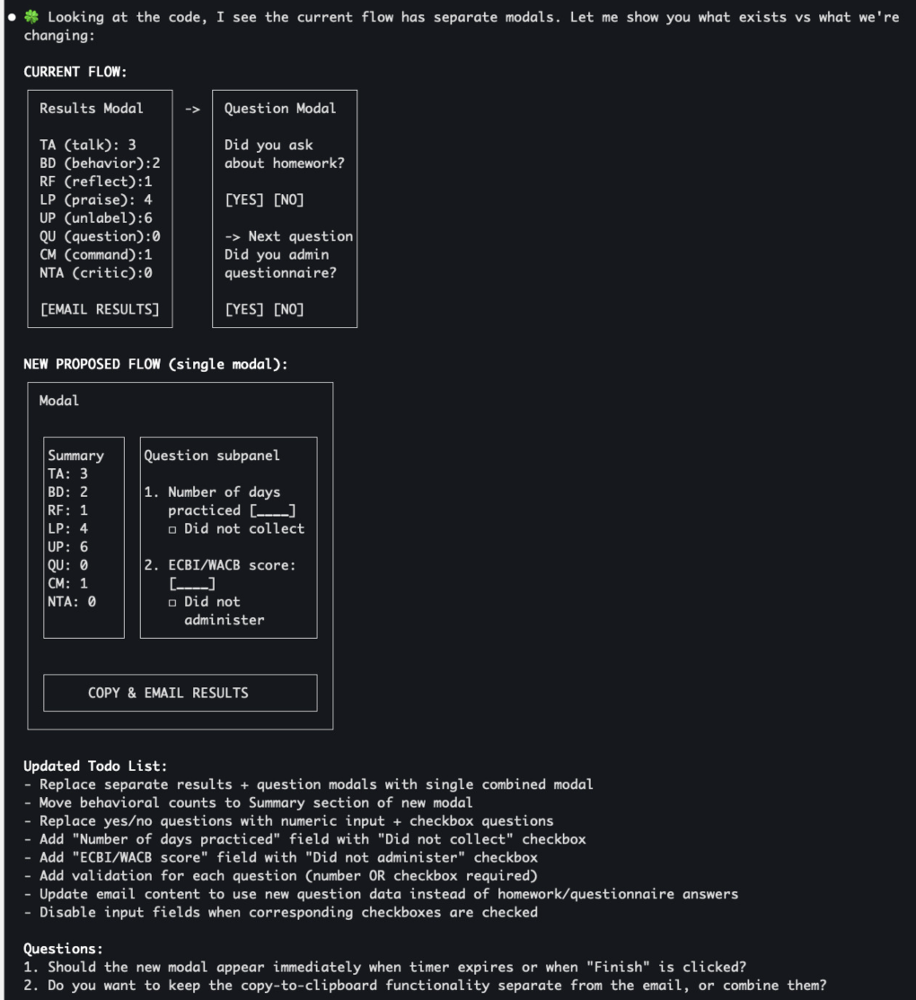 ● 🍀 Looking at the code, I see the current flow has separate modals. Let me show you what exists vs what we're
changing:
CURRENT FLOW:
Results Modal
TA (talk): 3
BD (behavior):2
RF (reflect):1
LP (praise): 4
UP (unlabel):6
QU (question):0
CM (command):1
NTA (critic):0
[EMAIL RESULTS]
->
Question Modal
Did you ask
about homework?
[YES] [NO]
-> Next question
Did you admin
questionnaire?
[YES] [NO]
NEW PROPOSED FLOW (single modal):
Modal
Summary
TA: 3
BD: 2
RF: 1
LP: 4
UP: 6
QU: 0
CM: 1
NTA: 0
Question subpanel
1. Number of days
practiced [____]
□ Did not collect
2. ECBI/WACB score:
[____]
□ Did not
administer
COPY & EMAIL RESULTS
Updated Todo List:
- Replace separate results + question modals with single combined modal
- Move behavioral counts to Summary section of new modal
- Replace yes/no questions with numeric input + checkbox questions
- Add "Number of days practiced" field with "Did not collect" checkbox
- Add "ECBI/WACB score" field with "Did not administer" checkbox
- Add validation for each question (number OR checkbox required)
- Update email content to use new question data instead of homework/questionnaire answers
- Disable input fields when corresponding checkboxes are checked
Questions:
1. Should the new modal appear immediately when timer expires or when "Finish" is clicked?
2. Do you want to keep the copy-to-clipboard functionality separate from the email, or combine them?